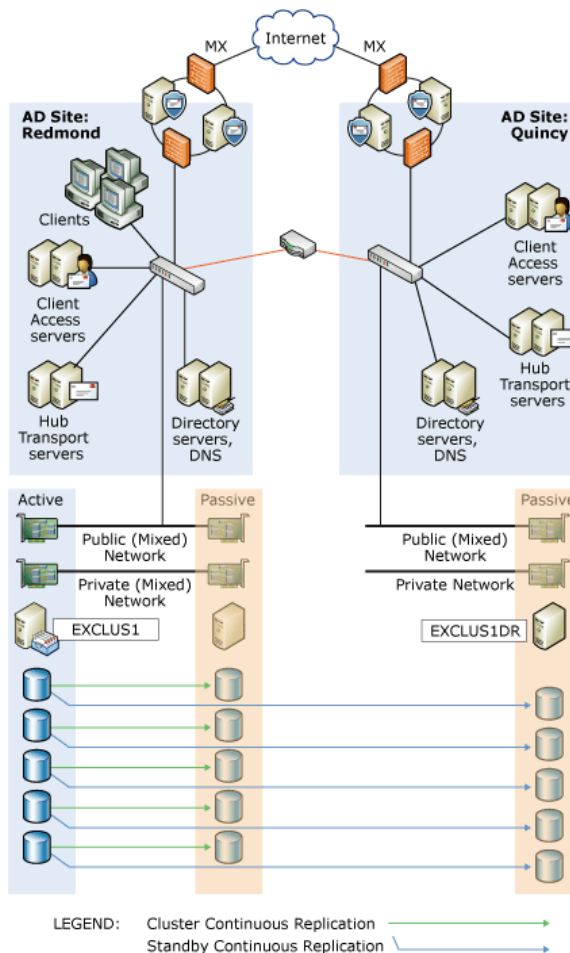 Internet
MX
MX
AD Site:
Redmond
AD Site:
Quincy
Clients
Client
Access
servers
Client
Access
servers
Hub
Transport
servers
Directory
servers,
DNS
Directory
servers,
DNS
Hub
Transport
servers
Active
Passive
Passive
Public (Mixed)
Network
Public (Mixed)
Network
Private (Mixed)
Network
Private Network
EXCLUS1
EXCLUS1DR
LEGEND:
Cluster Continuous Replication
Standby Continuous Replication